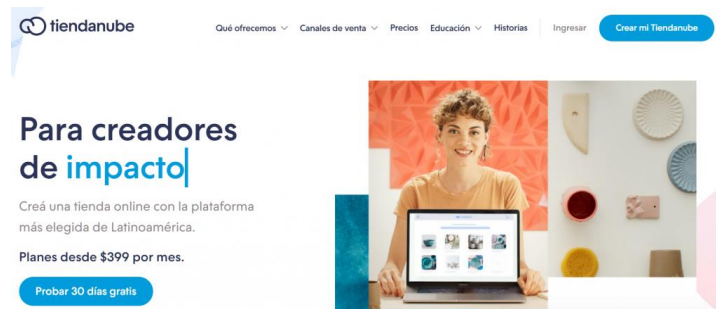 tiendanube
Qué ofrecemos
Canales de venta
Precios
Educación
Historias
Ingresar
Crear mi Tiendanube
Para creadores
de impacto
Creá una tienda online con la plataforma
más elegida de Latinoamérica.
Planes desde $399 por mes.
Probar 30 días gratis